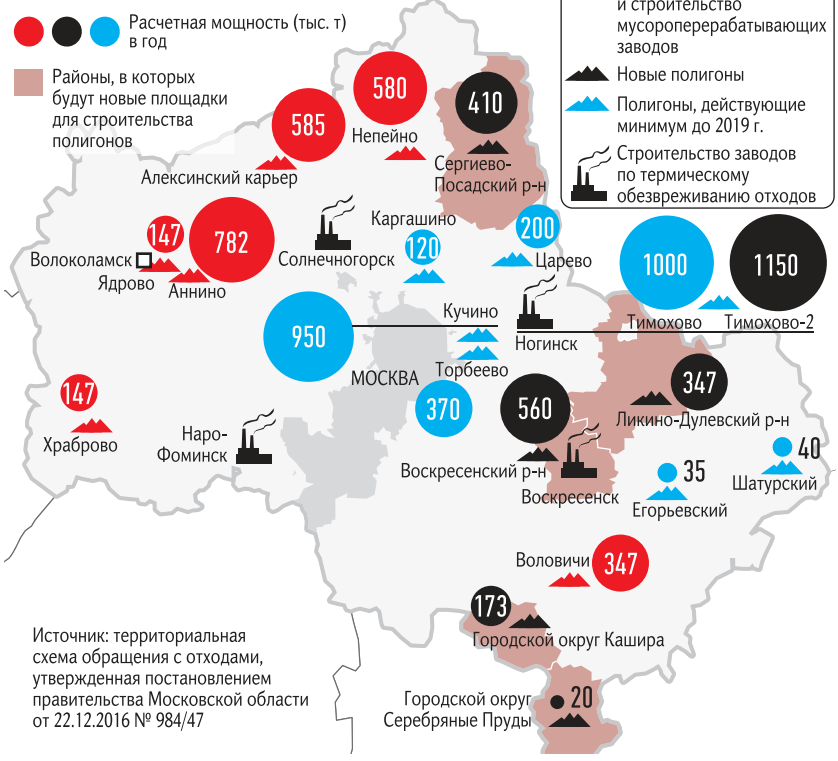 Расчетная мощность (тыс. т)
в год
Районы, в которых
будут новые площадки
для строительства
полигонов
и строительство
мусороперерабатывающих
заводов
Новые полигоны
Полигоны, действующие
минимум до 2019 г.
Строительство заводов
по термическому
обезвреживанию отходов
580
Непейно
585
Алексинский карьер
410
Сергиево-
Посадский р-н
147
782
Волоколамск
Ядрово
Аннино
Солнечногорск
Каргашино
120
200
Царево
1000
1150
Тимохово
Тимохово-2
950
Кучино
Торбеево
Ногинск
МОСКВА
370
560
347
Ликино-Дулевский р-н
147
Храброво
Наро-
Фоминск
Воскресенский р-н
Воскресенск
35
Егорьевский
40
Шатурский
Воловичи
347
173
Городской округ Кашира
20
Городской округ
Серебряные Пруды
Источник: территориальная
схема обращения с отходами,
утвержденная постановлением
правительства Московской области
от 22.12.2016 № 984/47